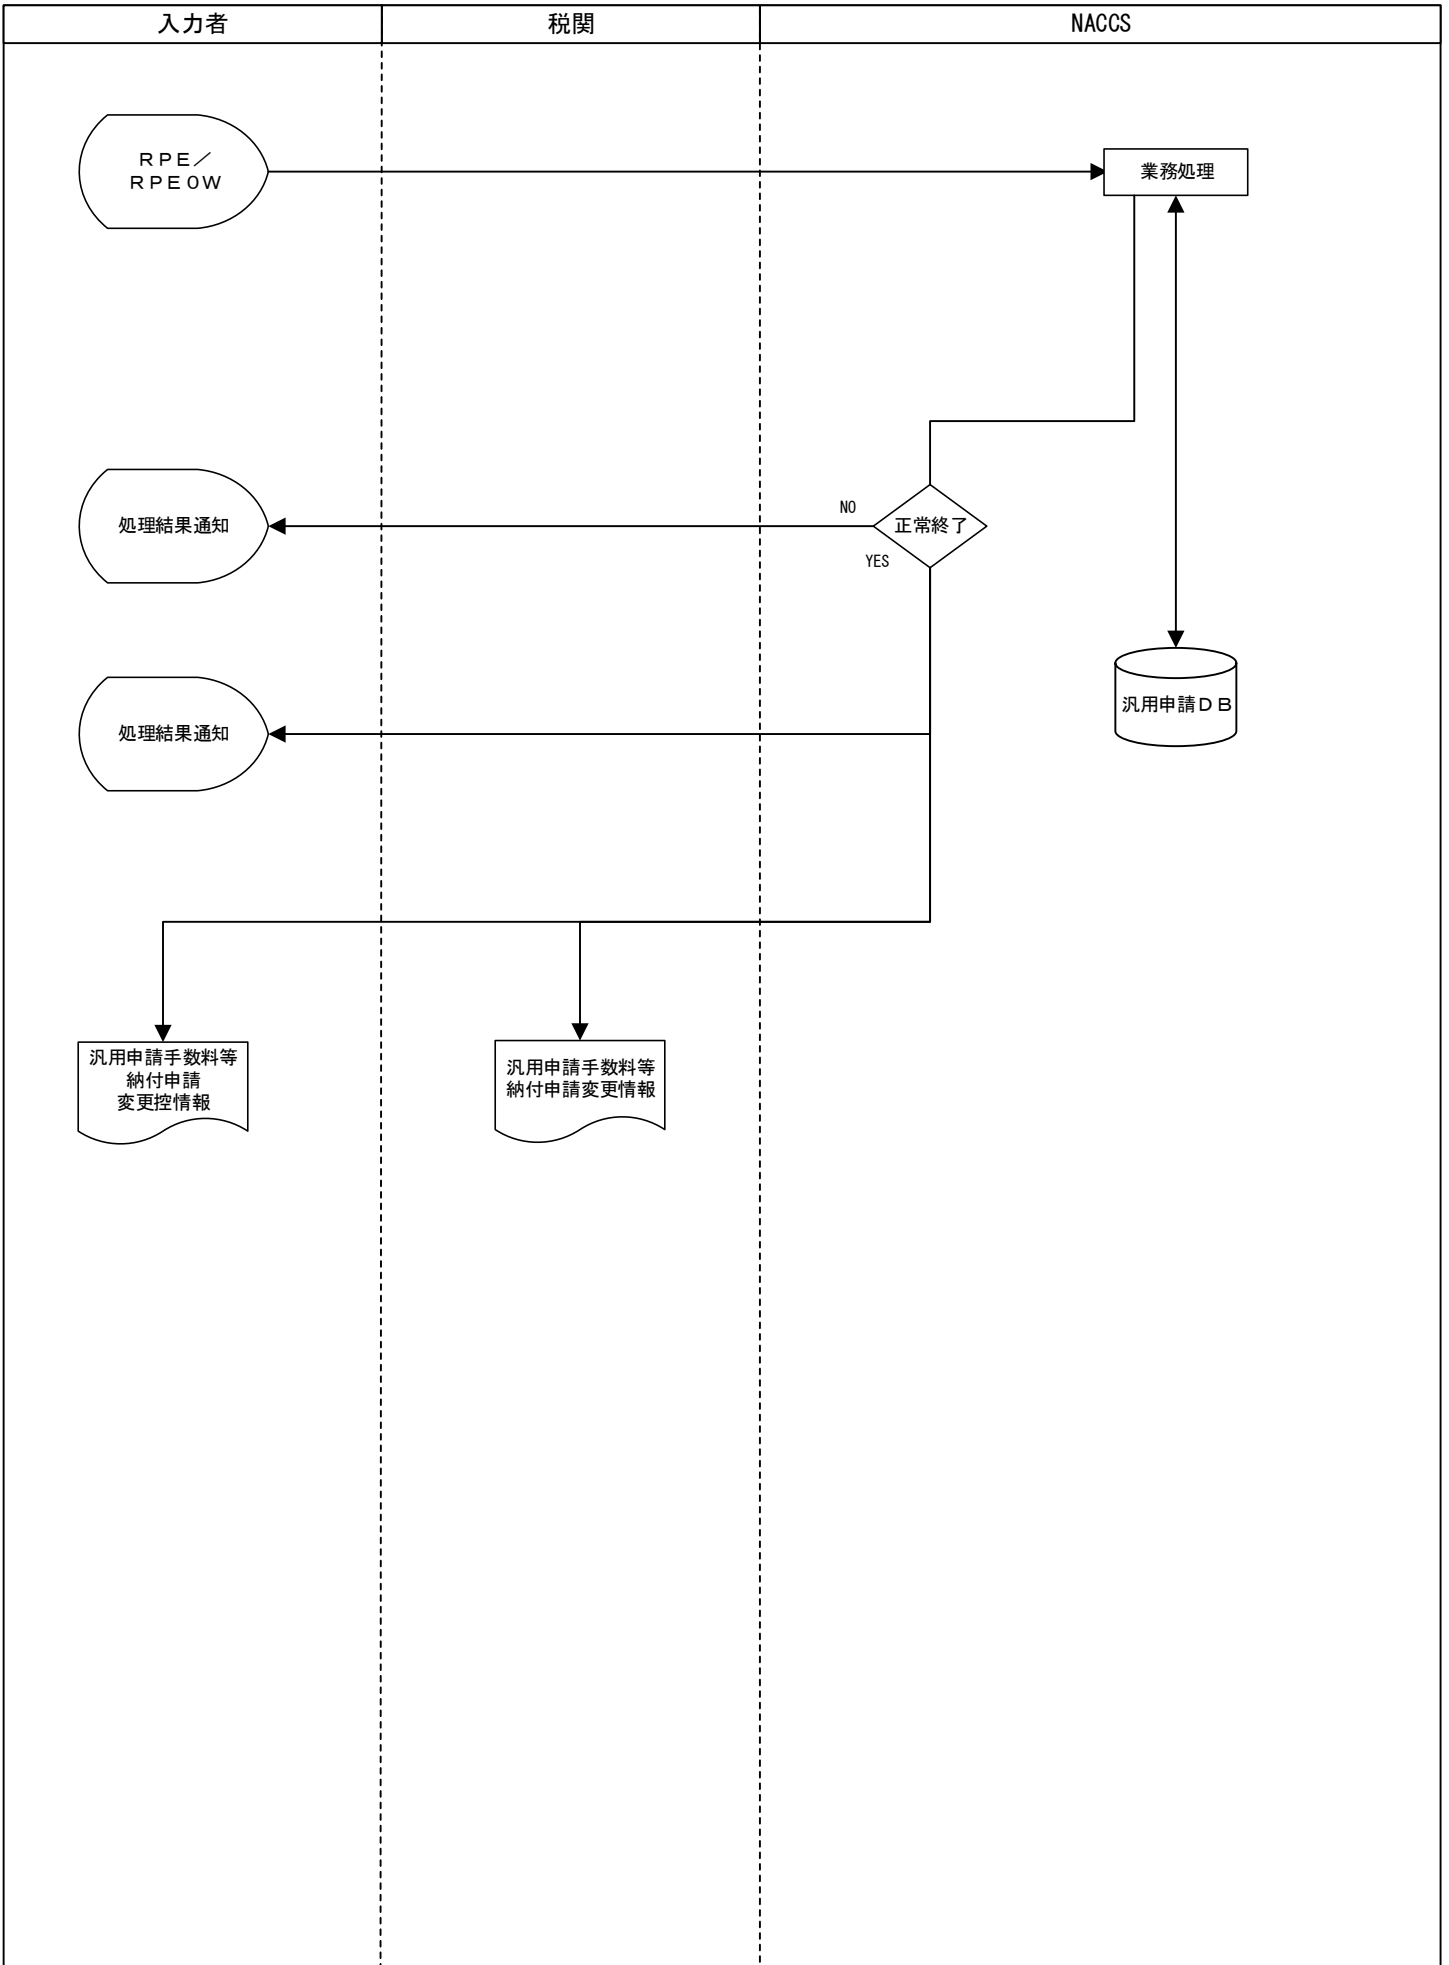 入力者
税関
NACCS
ＲＰＥ／
ＲＰＥ０Ｗ
業務処理
処理結果通知
NO
正常終了
YES
処理結果通知
汎用申請ＤＢ
汎用申請手数料等
納付申請
変更控情報
汎用申請手数料等
納付申請変更情報